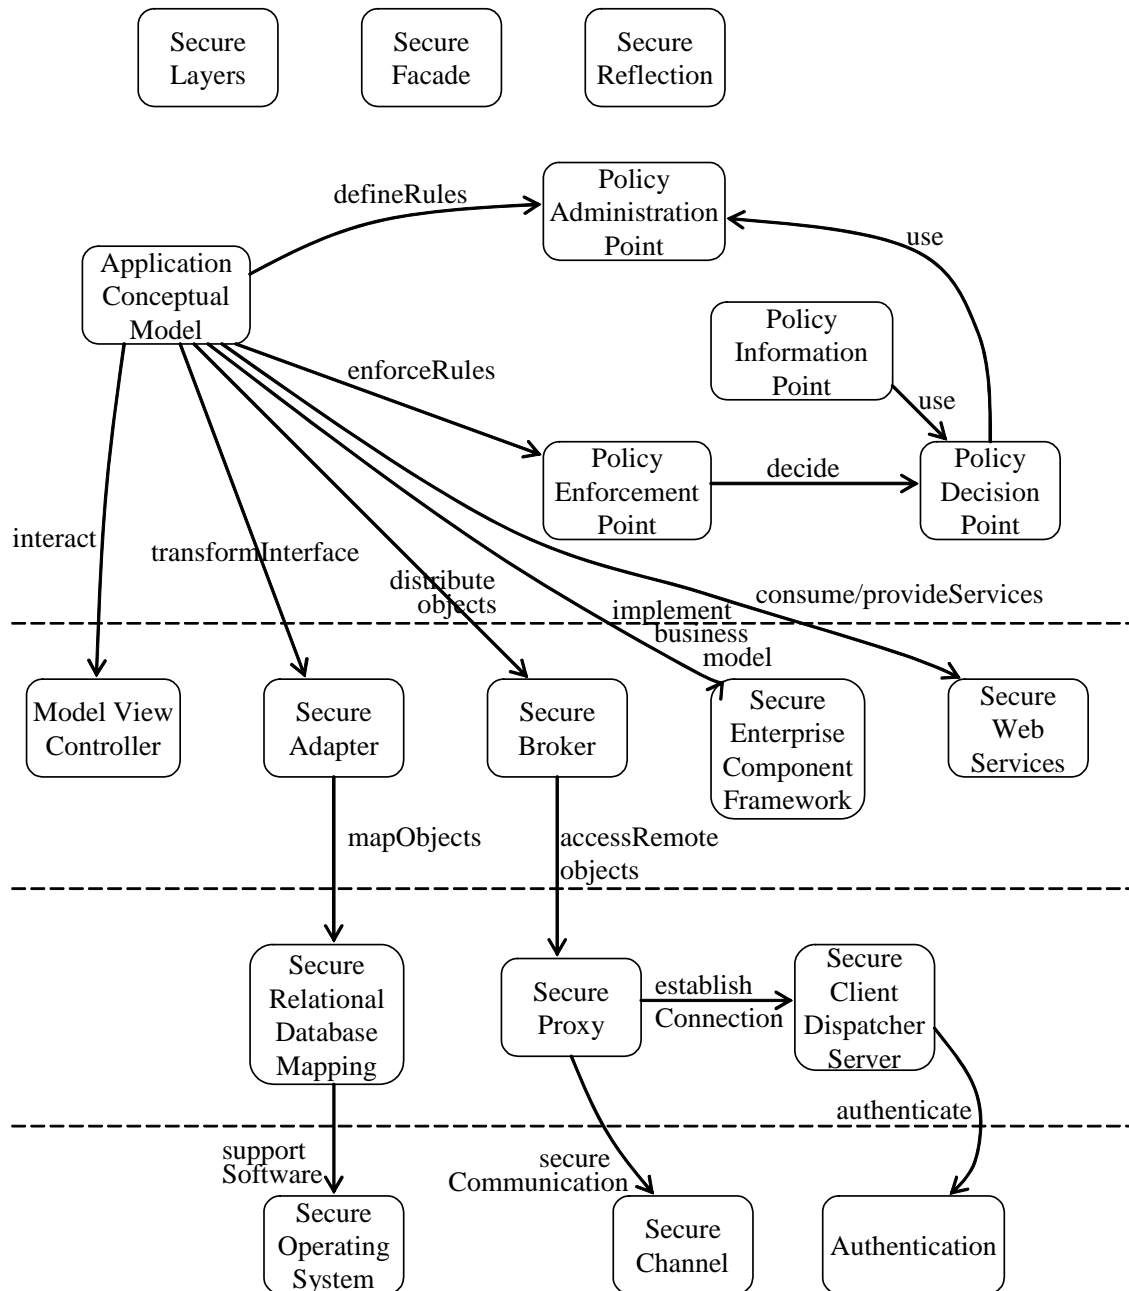 Secure
Layers
Secure
Facade
Secure
Reflection
defineRules
Policy
Administration
Point
use
Application
Conceptual
Model
Policy
Information
Point
enforceRules
use
Policy
Enforcement
Point
decide
Policy
Decision
Point
interact
transformInterface
distribute
objects
implement
business
model
consume/provideServices
Model View
Controller
Secure
Adapter
Secure
Broker
Secure
Enterprise
Component
Framework
Secure
Web
Services
mapObjects
accessRemote
objects
Secure
Relational
Database
Mapping
Secure
Proxy
establish
Connection
Secure
Client
Dispatcher
Server
authenticate
support
Software
secure
Communication
Secure
Operating
System
Secure
Channel
Authentication